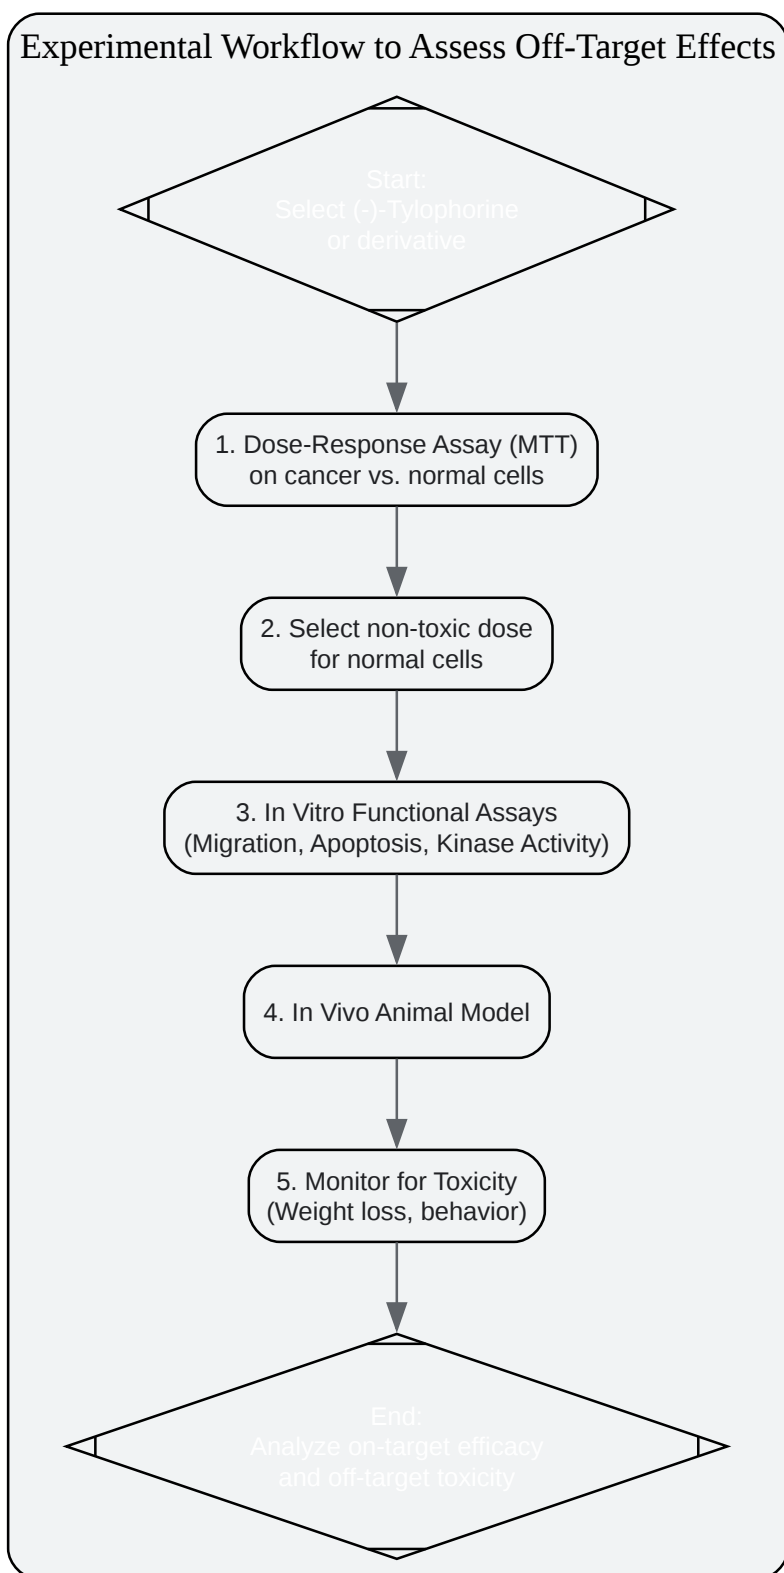 Experimental Workflow to Assess Off-Target Effects
Start:
Select (-)-Tylophorine
or derivative
1. Dose-Response Assay (MTT)
on cancer vs. normal cells
2. Select non-toxic dose
for normal cells
3. In Vitro Functional Assays
(Migration, Apoptosis, Kinase Activity)
4. In Vivo Animal Model
5. Monitor for Toxicity
(Weight loss, behavior)
End:
Analyze on-target efficacy
and off-target toxicity